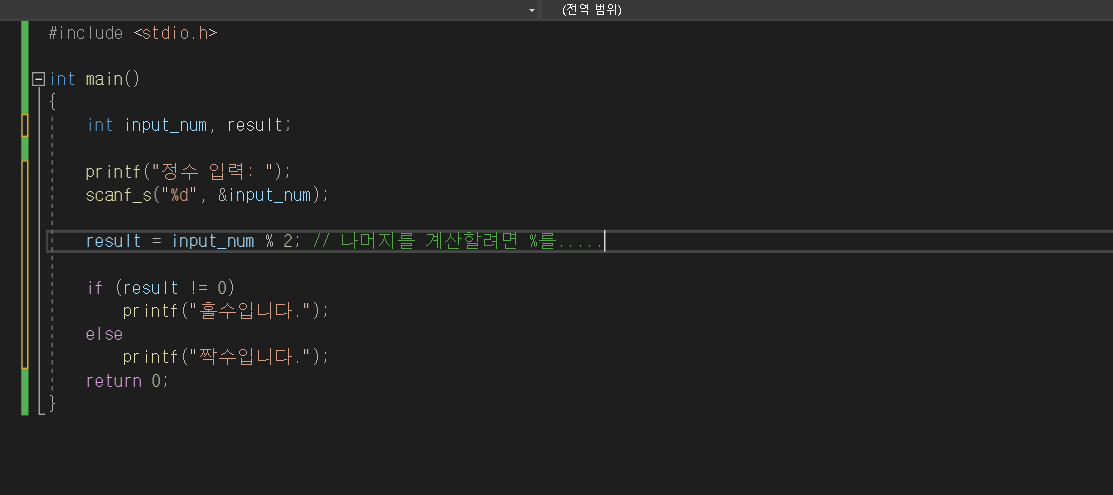 (전역 범위)
#include <stdio.h>
int main()
{
int input_num, result;
printf("정수 입력: ");
scanf_s("%d", &input_num);
result = input_num % 2; // 나머지를 계산할려면 %를.....
if (result != 0)
printf("홀수입니다.");
else
printf("짝수입니다.");
return 0;
}